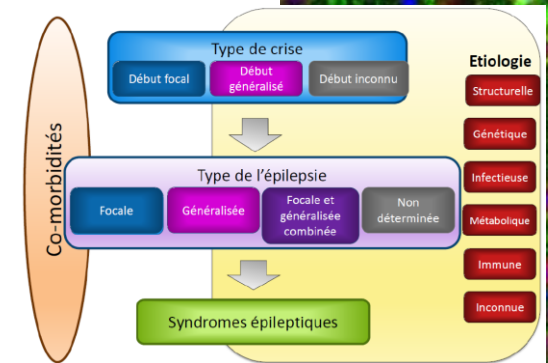 Co-morbidités
Type de crise
Début focal
Début
généralisé
Début inconnu
Type de l'épilepsie
Focale
Généralisée
Focale et
généralisée
combinée
Non
déterminée
Syndromes épileptiques
Etiologie
Structurelle
Génétique
Infectieuse
Métabolique
Immune
Inconnue